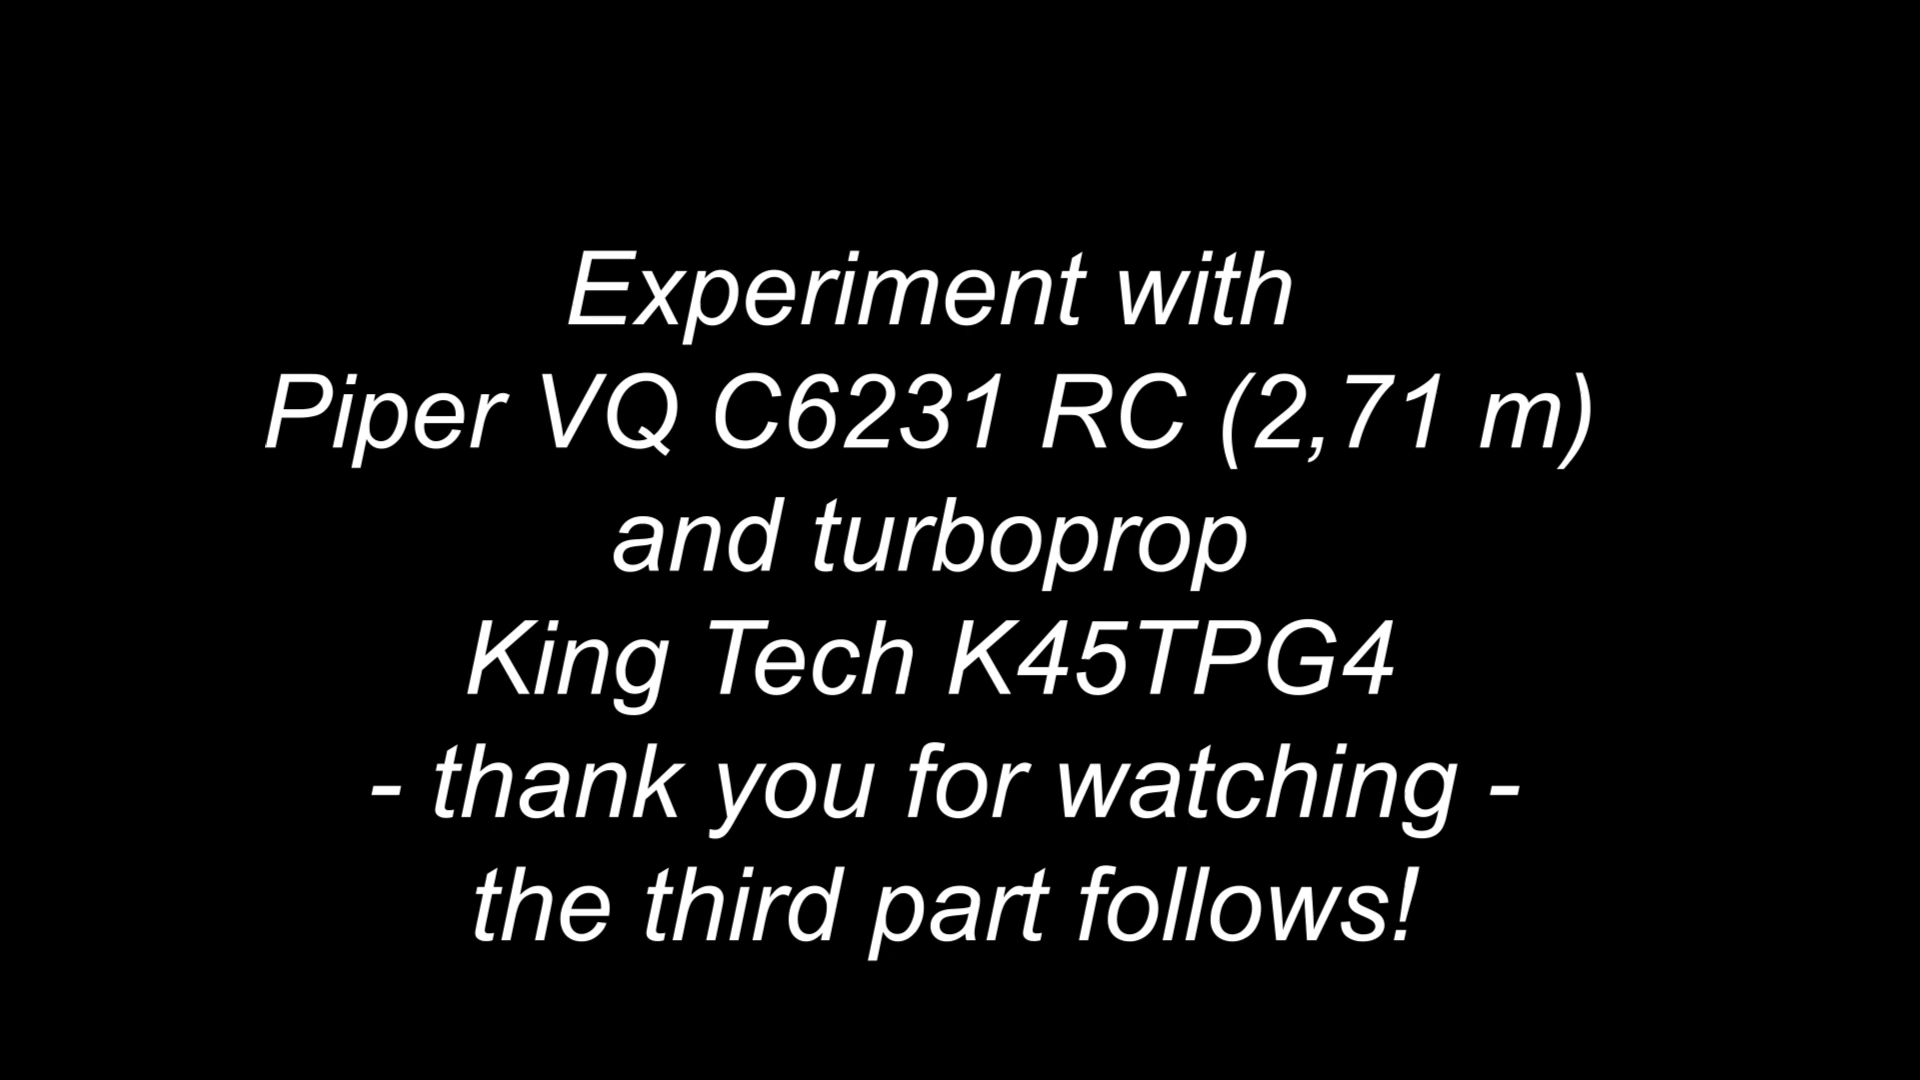 Experiment with
Piper VQ C6231 RC (2,71 m)
and turboprop
King Tech K45TPG4
- thank you for watching -
the third part follows!